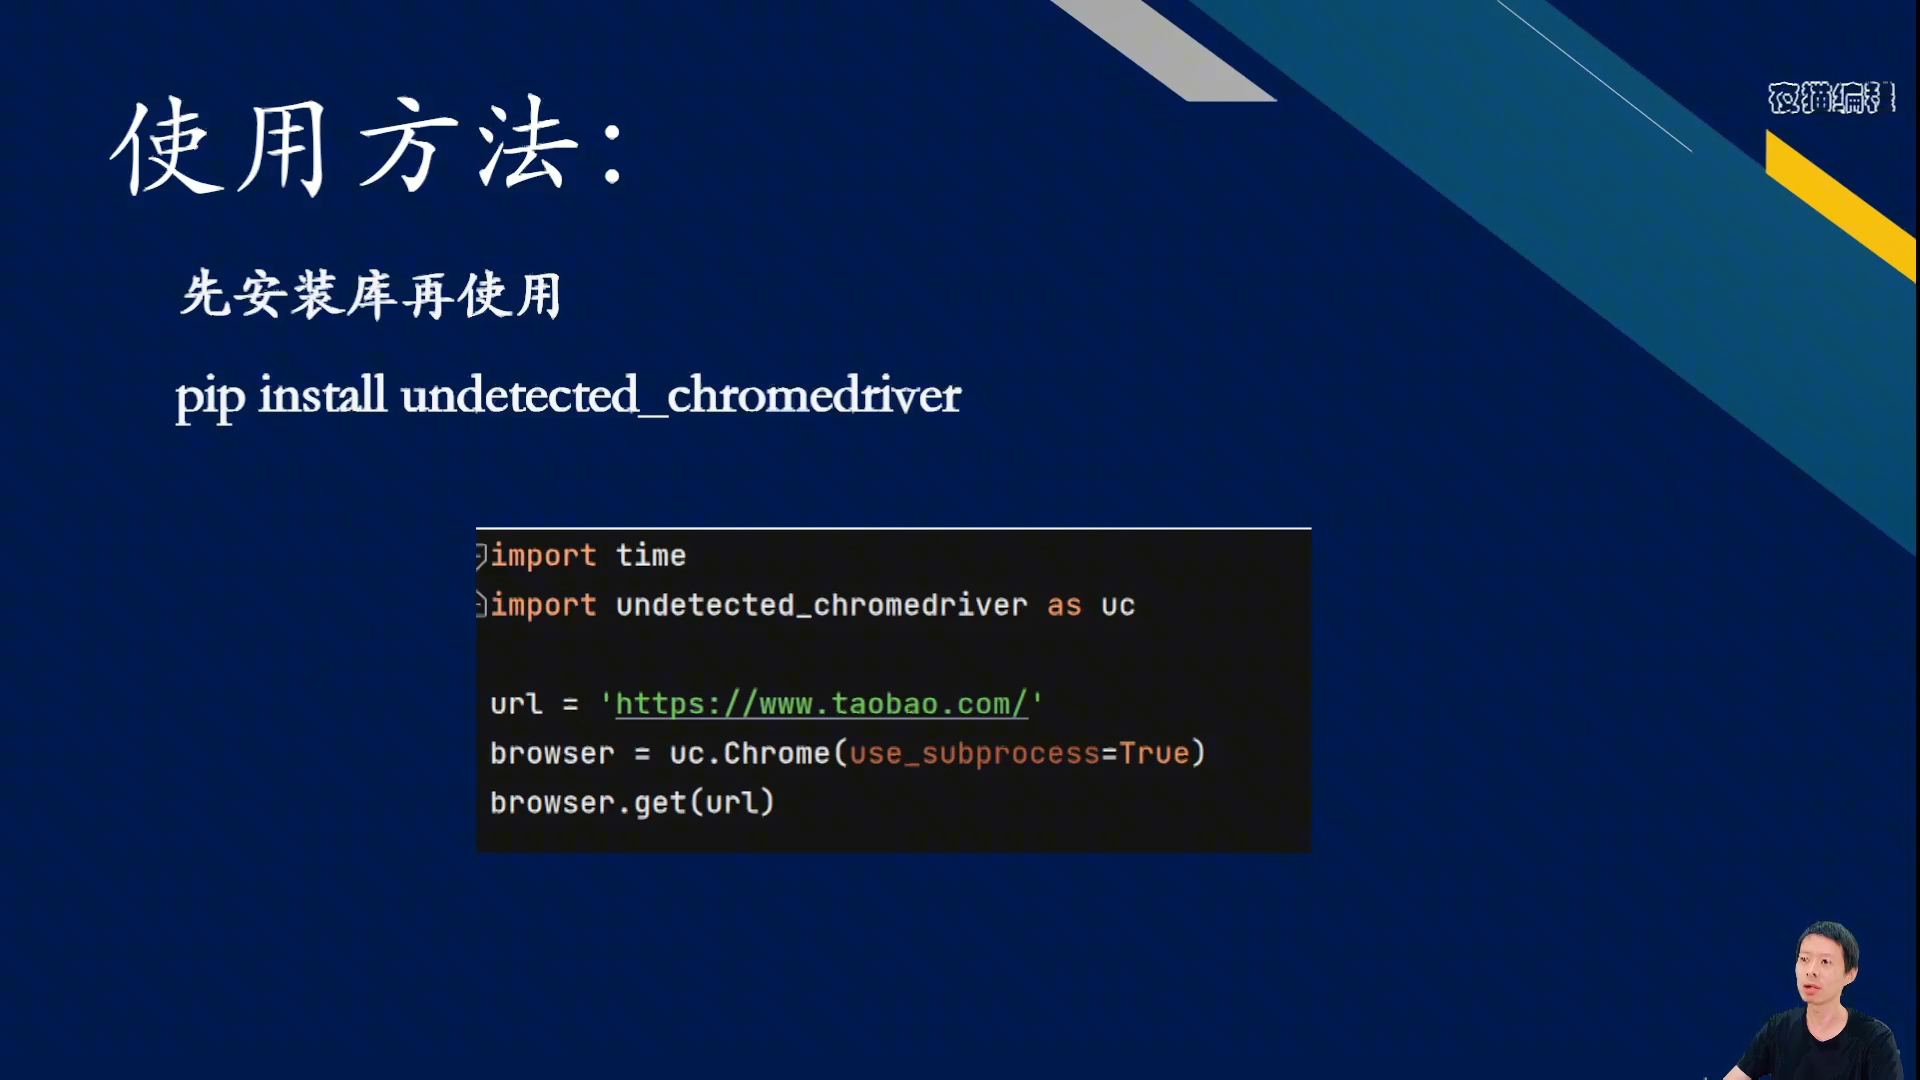 夜猫编程
使用方法：
先安装库再使用
pip install undetected_chromedriver
import time
import undetected_chromedriver as uc
url = 'https://www.taobao.com/'
browser = uc.Chrome(use_subprocess=True)
browser.get(url)